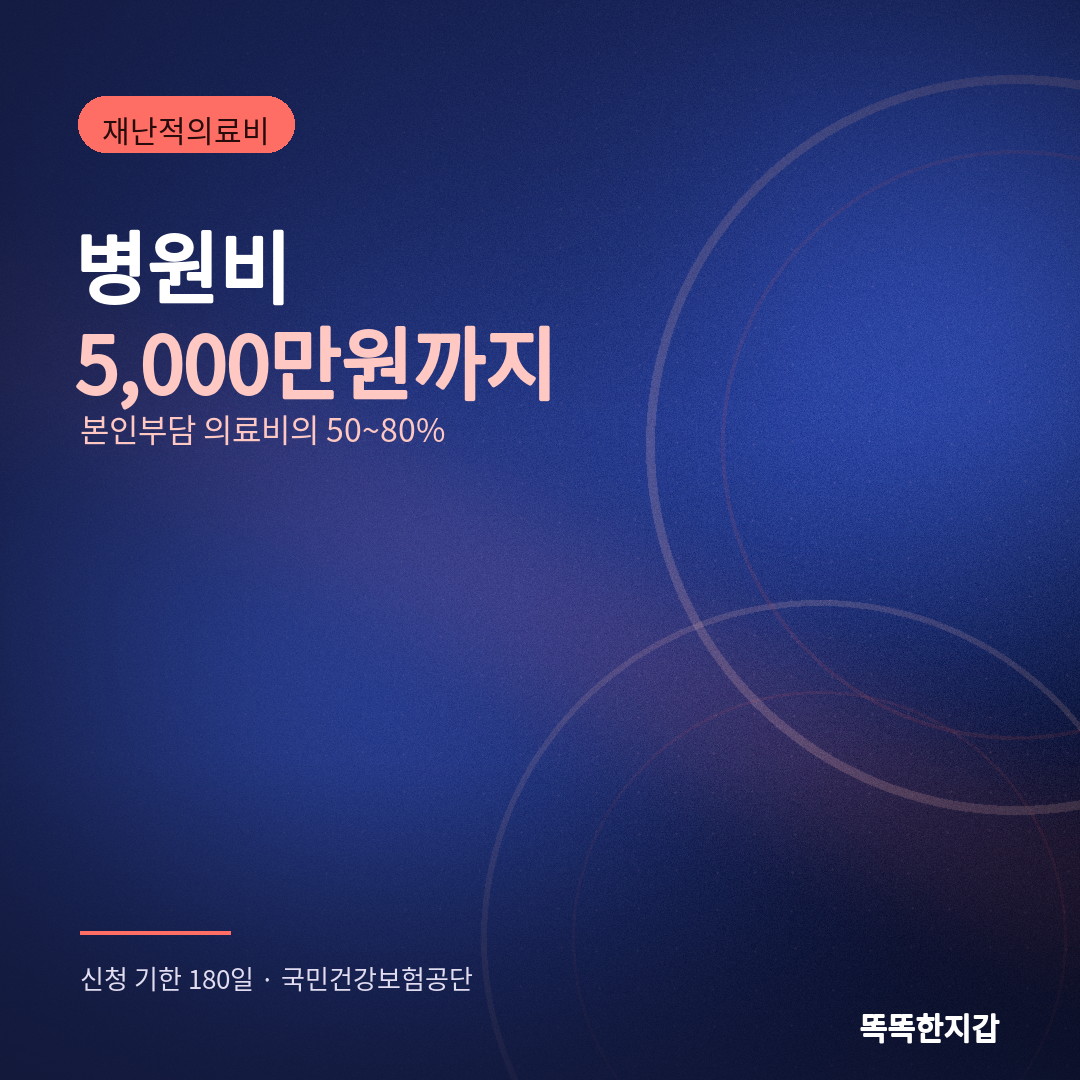 재난적의료비
병원비
5,000만원까지
본인부담 의료비의 50~80%
신청 기한 180일 · 국민건강보험공단
똑똑한지갑